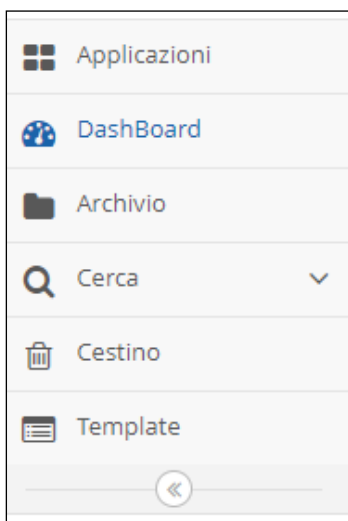 Applicazioni
DashBoard
Archivio
Cerca
Cestino
Template